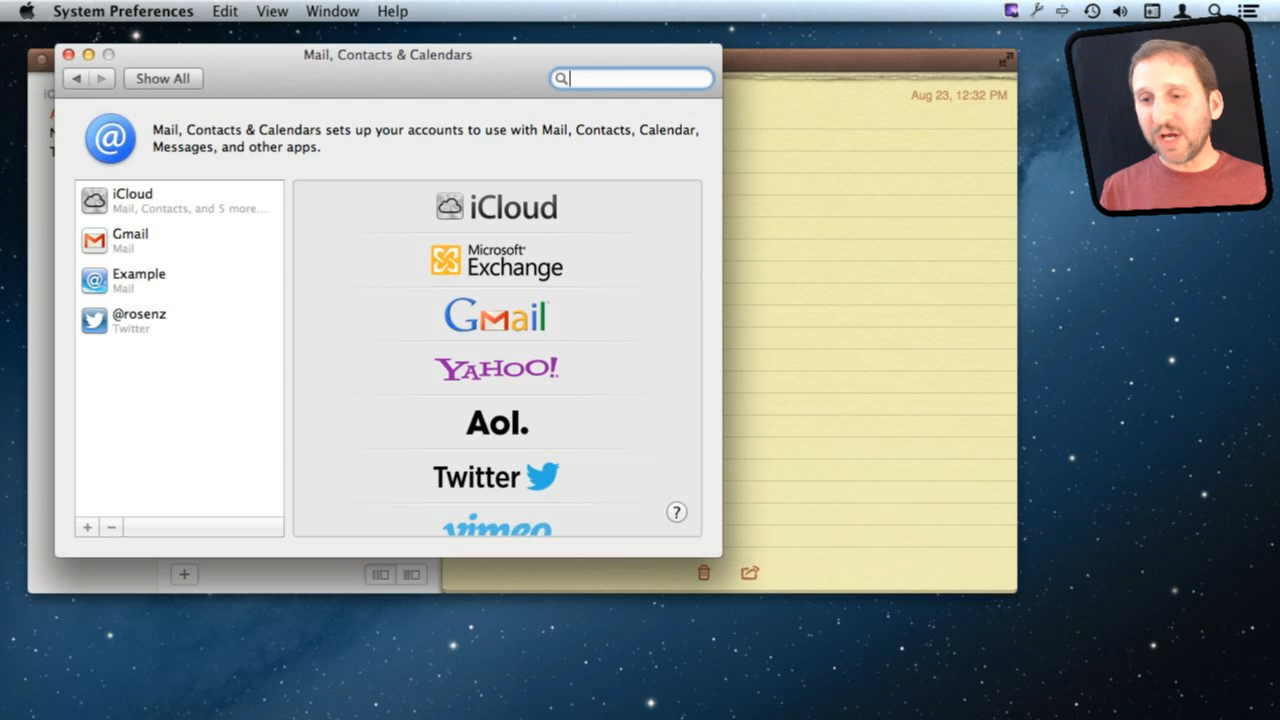 System Preferences Edit View Window Help
Mail, Contacts & Calendars
Show All
Aug 23, 12:32 PM
Mail, Contacts & Calendars sets up your accounts to use with Mail, Contacts, Calendar,
Messages, and other apps.
iCloud
Mail, Contacts, and 5 more...
Gmail
Mail
Example
Mail
@rosenz
Twitter
iCloud
Microsoft
Exchange
Gmail
YAHOO!
Aol.
Twitter
vimeo
?